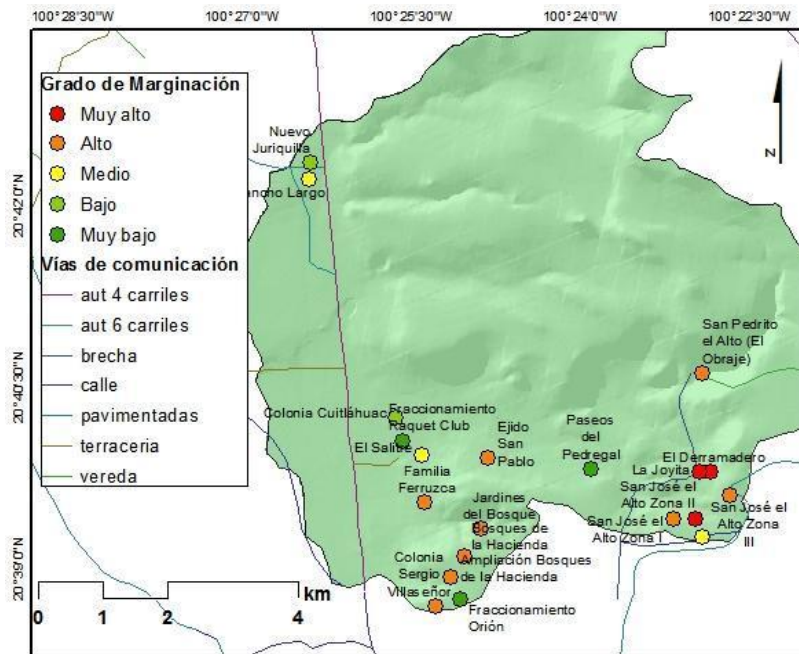 100°28'30"W
100°27'0"W
100°25'30"W
100°24'0"W
100°22'30"W
Grado de Marginación
Muy alto
Alto
Medio
Bajo
Muy bajo
Vías de comunicación
aut 4 carriles
aut 6 carriles
brecha
calle
pavimentadas
terraceria
vereda
20°42'0"N
20°40'30"N
20°39'0"N
N
Nuevo
Juriquilla
ancho Largo
San Pedrito
el Alto (El
Obraje)
Colonia Cuitláhuac
Fraccionamiento
Raquet Club
El Salitre
Ejido
San
Pablo
Paseos
del
Pedregal
Familia
Ferruzca
El Derramadero
La Joyita
San José el
Alto Zona II
San José el
Alto Zona I
San José el
Alto Zona
III
Jardines
del Bosque
Bosques de
la Hacienda
Ampliación Bosques
de la Hacienda
Colonia
Sergio
Villaseñor
Fraccionamiento
Orión
km
0 1 2 4